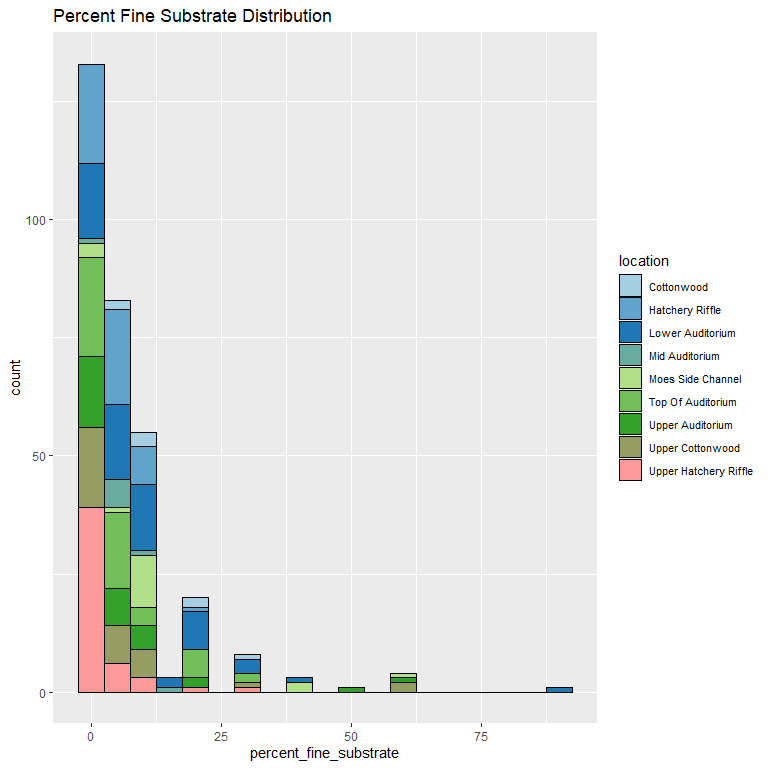 Percent Fine Substrate Distribution
count
100
50
0
0 25 50 75
percent_fine_substrate
location
Cottonwood
Hatchery Riffle
Lower Auditorium
Mid Auditorium
Moes Side Channel
Top Of Auditorium
Upper Auditorium
Upper Cottonwood
Upper Hatchery Riffle